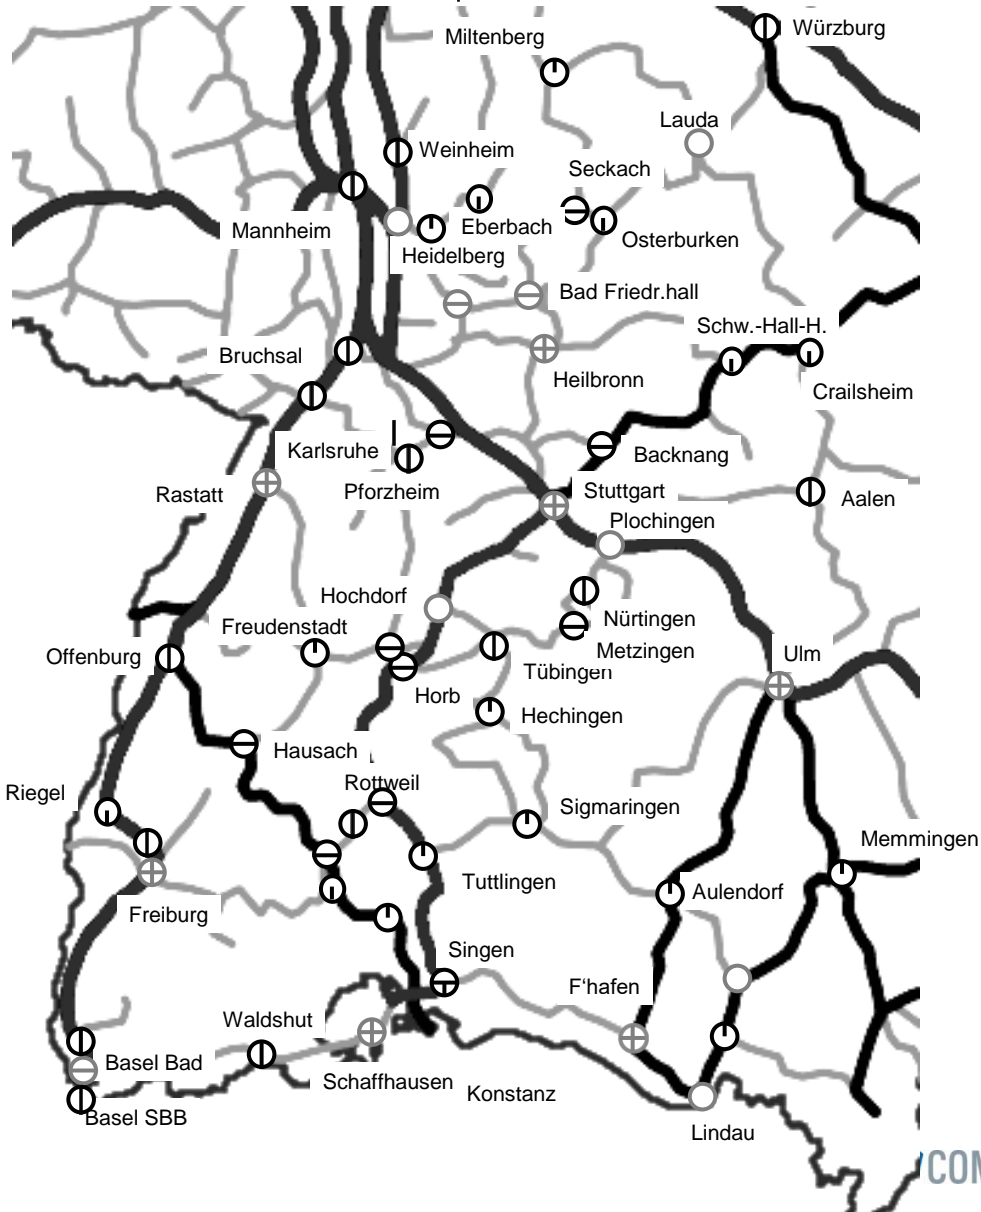 Miltenberg
Würzburg
Lauda
Weinheim
Seckach
Mannheim
Eberbach
Osterburken
Heidelberg
Bad Friedr.hall
Schw.-Hall-H.
Bruchsal
Heilbronn
Crailsheim
Karlsruhe
Backnang
Pforzheim
Stuttgart
Rastatt
Aalen
Plochingen
Hochdorf
Nürtingen
Freudenstadt
Metzingen
Offenburg
Ulm
Tübingen
Horb
Hechingen
Hausach
Rottweil
Riegel
Sigmaringen
Memmingen
Tuttlingen
Aulendorf
Freiburg
Singen
F'hafen
Waldshut
Basel Bad
Schaffhausen
Konstanz
Basel SBB
Lindau
COM